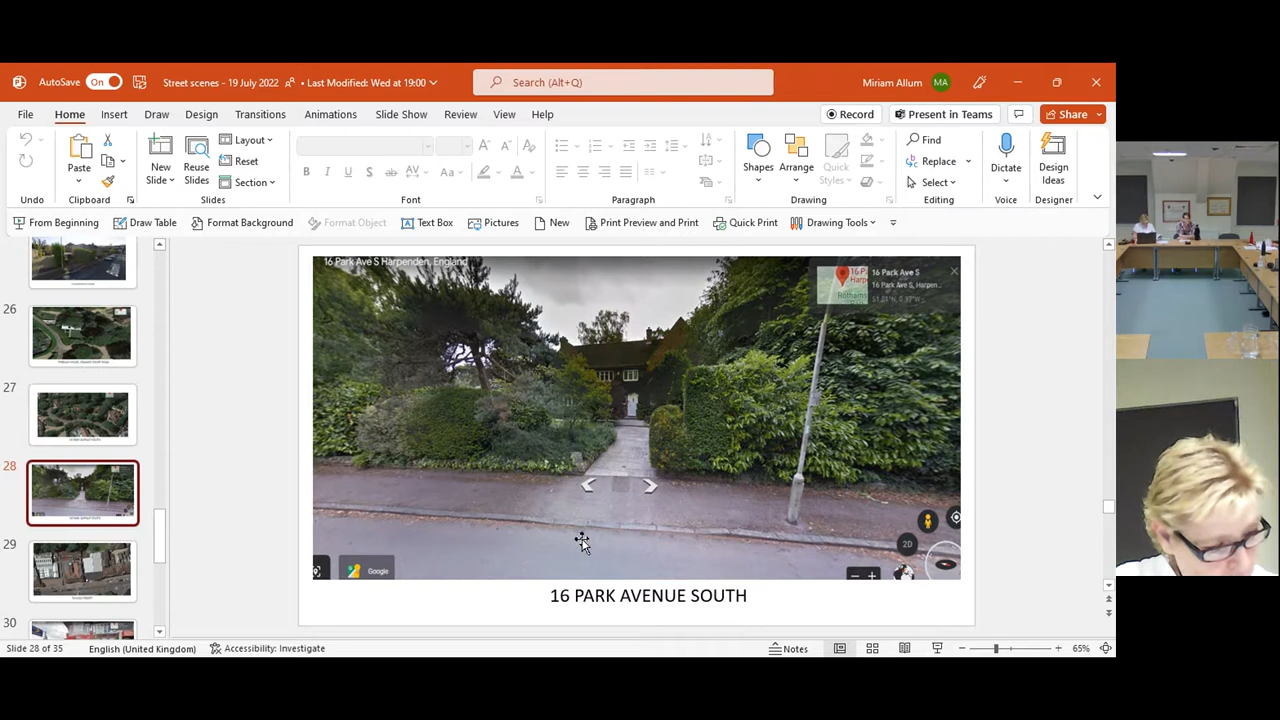 AutoSave On Street scenes - 19 July 2022 • Last Modified: Wed at 19:00 Search (Alt+Q) Miriam Allum MA
File Home Insert Draw Design Transitions Animations Slide Show Review View Help Record Present in Teams Share
Paste New Slide Reuse Slides Layout Reset Section Shapes Arrange Quick Styles Find Replace Select Dictate Design Ideas
Undo Clipboard Slides Font Paragraph Drawing Editing Voice Designer
From Beginning Draw Table Format Background Format Object Text Box Pictures New Print Preview and Print Quick Print Drawing Tools
16 Park Ave S Harpenden, England
16 Park Ave S
16 Park Ave S, Harpen...
26
27
28
29
30
2D
Google
16 PARK AVENUE SOUTH
Slide 28 of 35 English (United Kingdom) Accessibility: Investigate Notes 65%